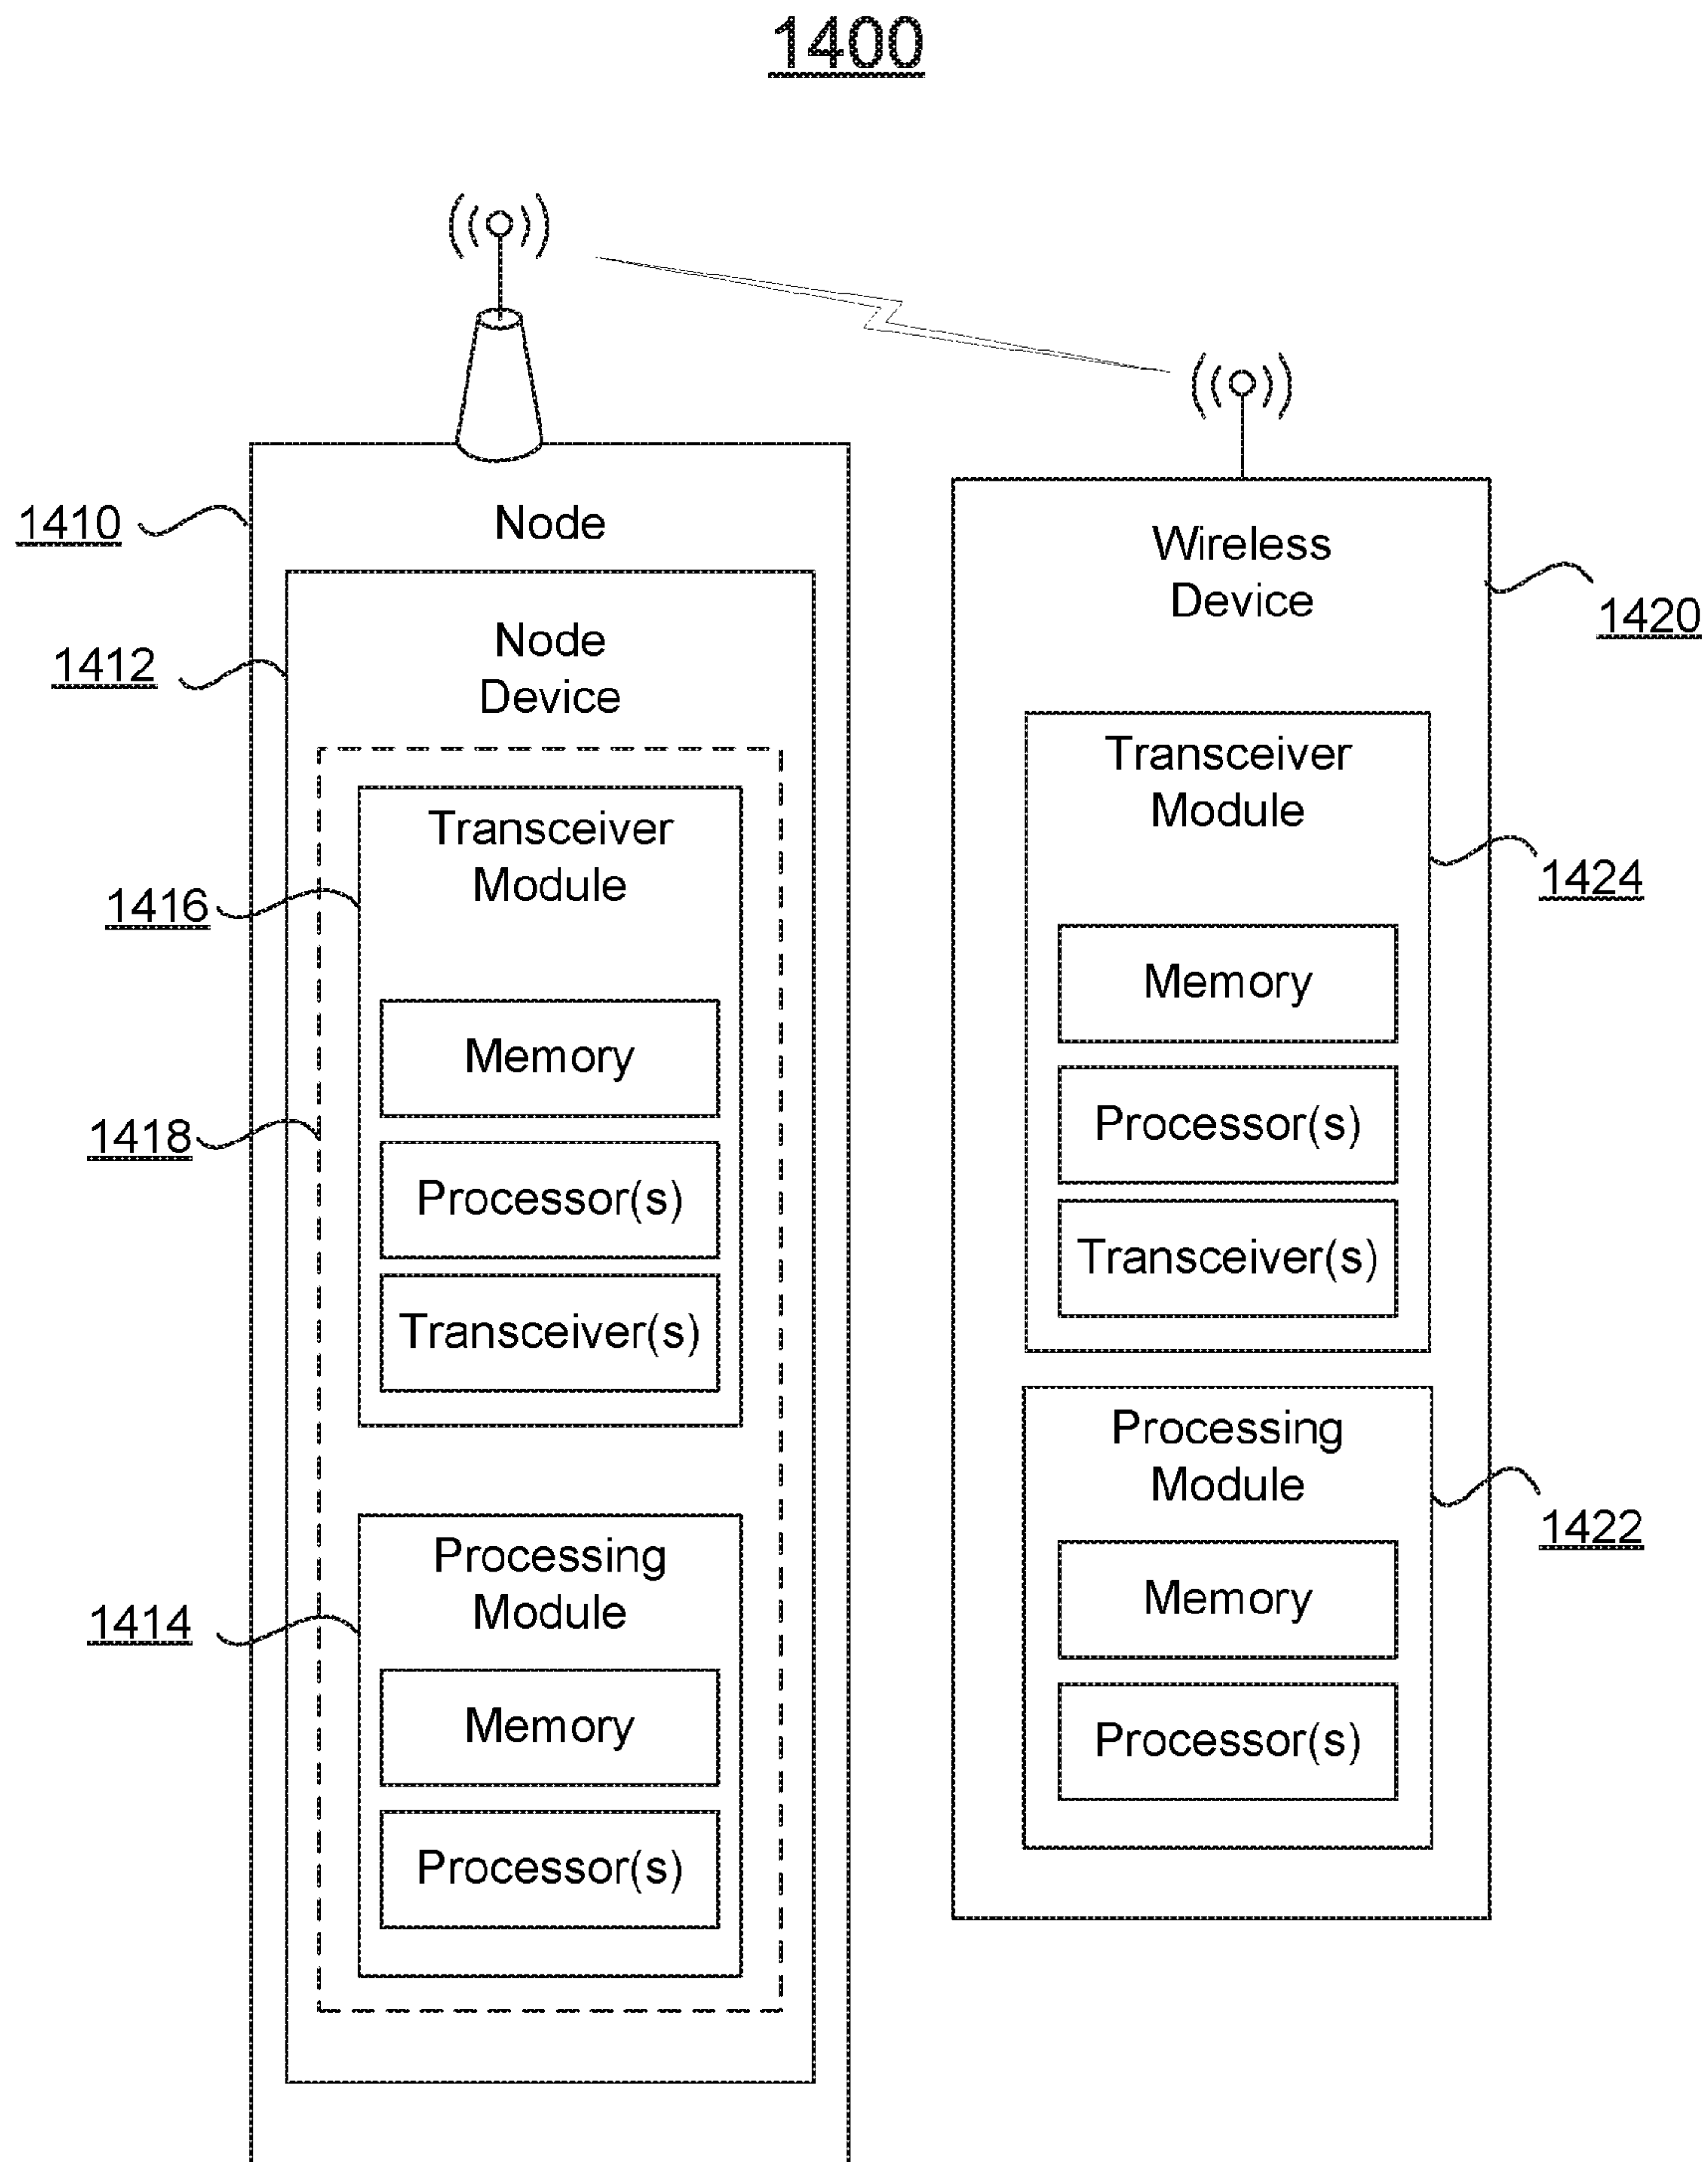 1400
1410
Node
1412
Node
Device
1416
Transceiver
Module
Memory
1418
Processor(s)
Transceiver(s)
1414
Processing
Module
Memory
Processor(s)
Wireless
Device
1420
Transceiver
Module
1424
Memory
Processor(s)
Transceiver(s)
Processing
Module
1422
Memory
Processor(s)